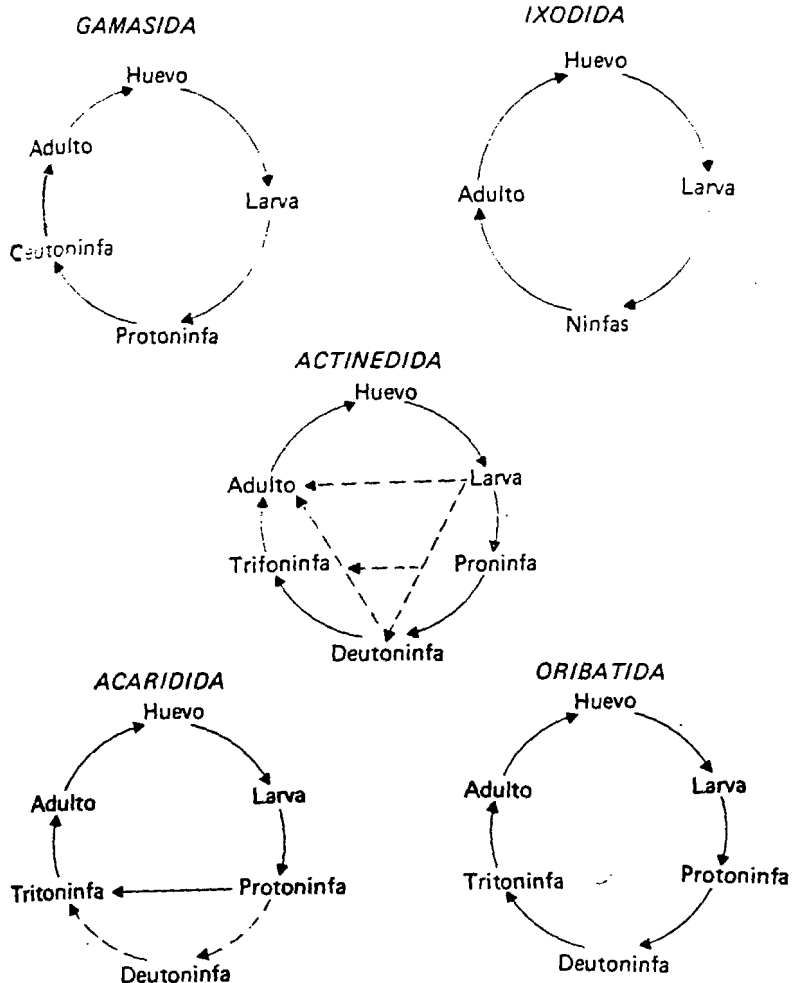 GAMASIDA
Huevo
Larva
Protoninfa
Ceutoninfa
Adulto
IXODIDA
Huevo
Larva
Ninfas
Adulto
ACTINEDIDA
Huevo
Larva
Proninfa
Deutoninfa
Trifoninfa
Adulto
ACARIDIDA
Huevo
Larva
Protoninfa
Deutoninfa
Tritoninfa
Adulto
ORIBATIDA
Huevo
Larva
Protoninfa
Deutoninfa
Tritoninfa
Adulto